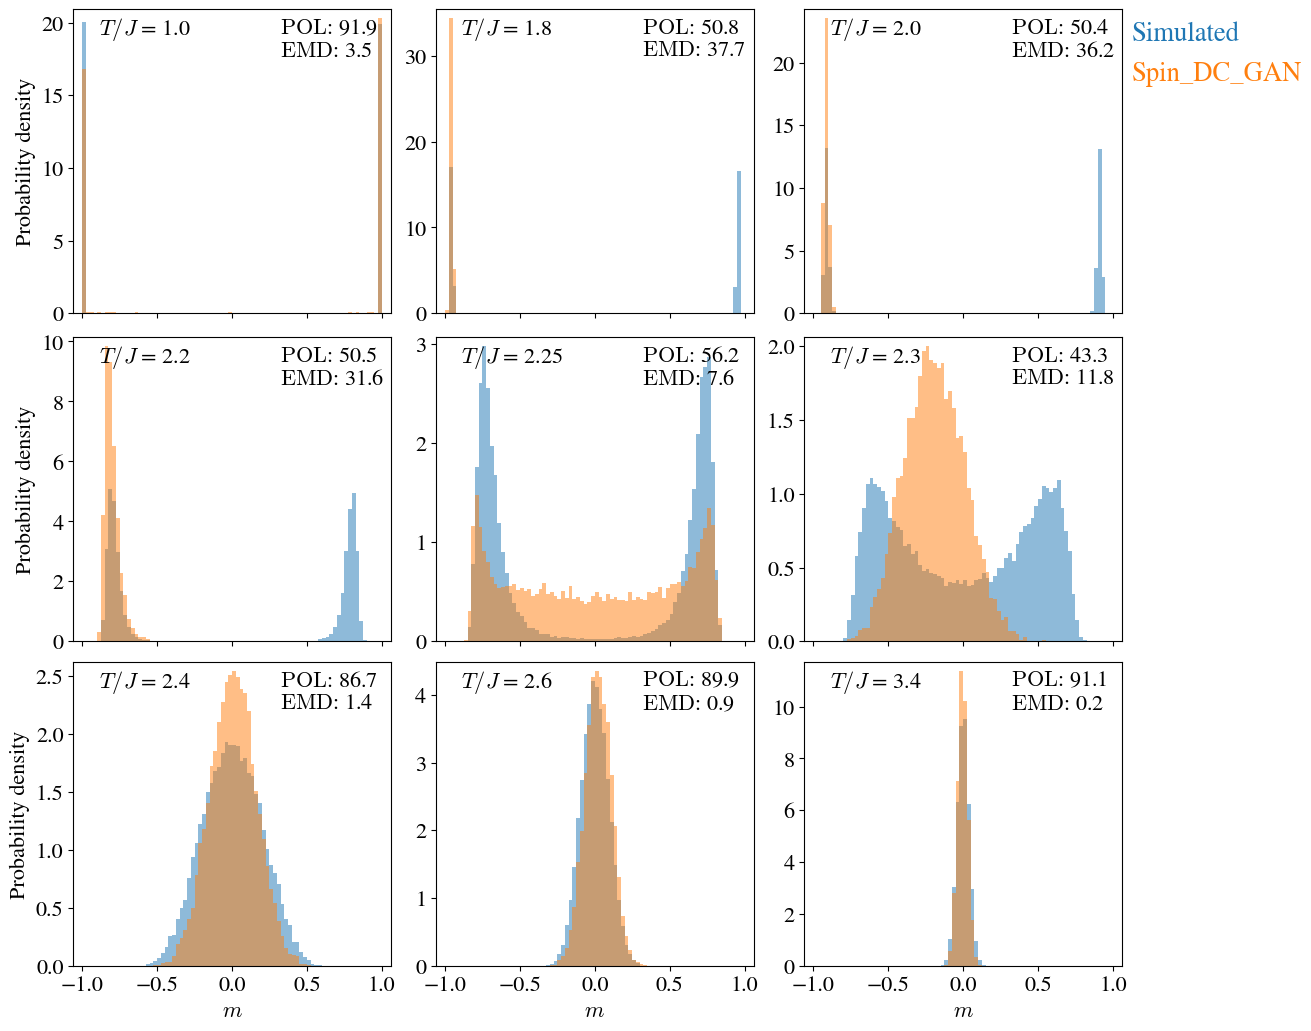 T/J = 1.0
POL: 91.9
EMD: 3.5
T/J = 1.8
POL: 50.8
EMD: 37.7
T/J = 2.0
POL: 50.4
EMD: 36.2
Simulated
Spin_DC_GAN
Probability density
20
15
10
5
0
30
20
10
0
20
15
10
5
0
T/J = 2.2
POL: 50.5
EMD: 31.6
T/J = 2.25
POL: 56.2
EMD: 7.6
T/J = 2.3
POL: 43.3
EMD: 11.8
Probability density
10
8
6
4
2
0
3
2
1
0
2.0
1.5
1.0
0.5
0.0
T/J = 2.4
POL: 86.7
EMD: 1.4
T/J = 2.6
POL: 89.9
EMD: 0.9
T/J = 3.4
POL: 91.1
EMD: 0.2
Probability density
2.5
2.0
1.5
1.0
0.5
0.0
4
3
2
1
0
10
8
6
4
2
0
−1.0 −0.5 0.0 0.5 1.0
−1.0 −0.5 0.0 0.5 1.0
−1.0 −0.5 0.0 0.5 1.0
m
m
m